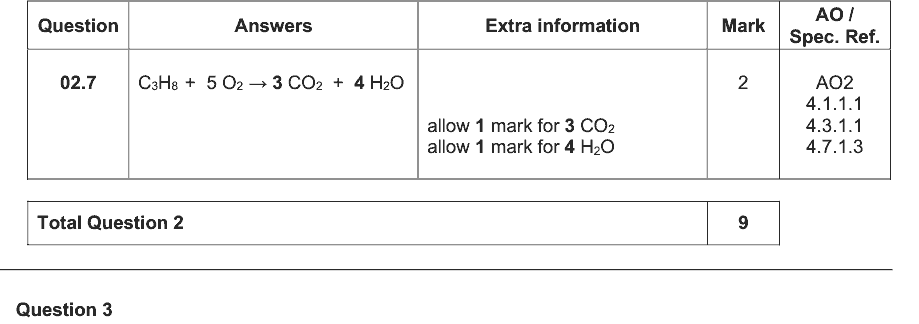 Question Answers Extra information Mark AO / Spec. Ref.
02.7 C₃H₈ + 5 O₂ → 3 CO₂ + 4 H₂O 2 AO2
4.1.1.1
allow 1 mark for 3 CO₂ 4.3.1.1
allow 1 mark for 4 H₂O 4.7.1.3
Total Question 2 9
Question 3